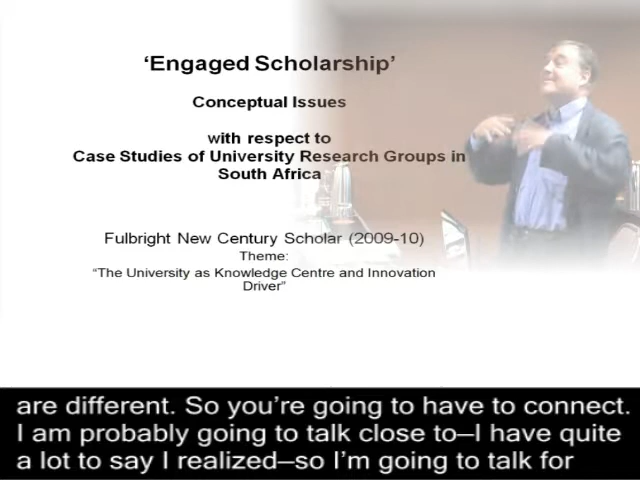 ‘Engaged Scholarship’
Conceptual Issues
with respect to
Case Studies of University Research Groups in
South Africa
Fulbright New Century Scholar (2009-10)
Theme:
“The University as Knowledge Centre and Innovation
Driver”
are different. So you’re going to have to connect.
I am probably going to talk close to—I have quite
a lot to say I realized—so I’m going to talk for